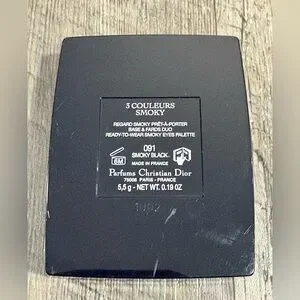 3 COULEURS
SMOKY
REGARD SMOKY PRÊT-À-PORTER
BASE & FARDS DUO
READY-TO-WEAR SMOKY EYES PALETTE
091
SMOKY BLACK
6M
MADE IN FRANCE
Parfums Christian Dior
75008 PARIS - FRANCE
5,5 g - NET WT. 0.19 OZ